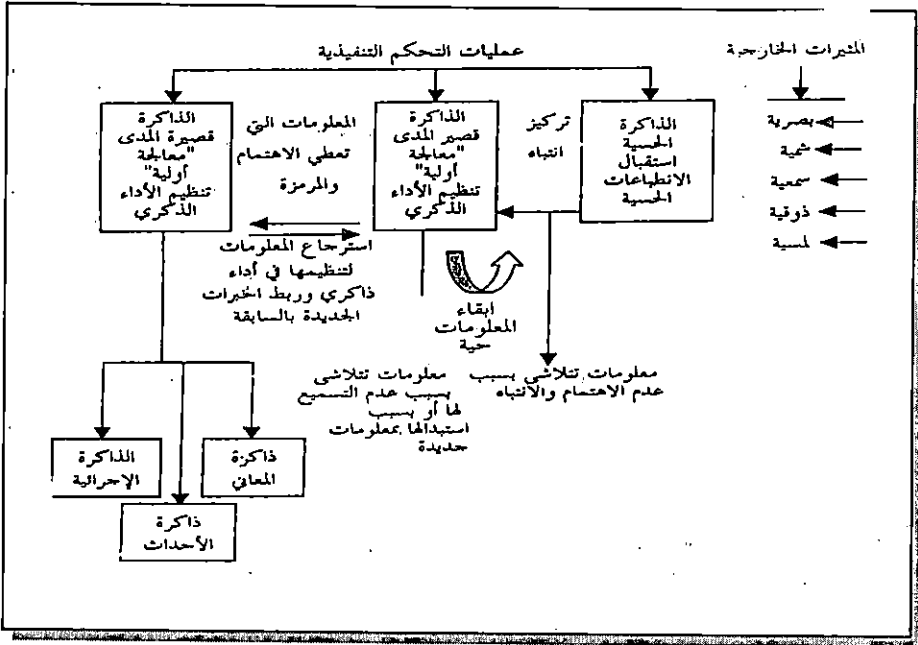 عمليات التحكم التنفيذية
المثيرات الخارجية
بصرية
شمية
سمعية
ذوقية
لمسية
الذاكرة
الحسية
استقبال
الانطباعات
الحسية
تركيز
انتباه
الذاكرة
قصيرة المدى
"معالجة
أولية"
تنظيم الأداء
الذكري
المعلومات التي
تعطي الاهتمام
والمرمزة
استرجاع المعلومات
لتنظيمها في أداء
ذاكري وربط الخبرات
الجديدة بالسابقة
الذاكرة
قصيرة المدى
"معالجة
أولية"
تنظيم الأداء
الذكري
ابقاء
المعلومات
حية
معلومات تتلاشى بسبب
عدم الاهتمام والانتباه
معلومات تتلاشى
بسبب عدم التسميع
لها أو بسبب
استبدالها بمعلومات
جديدة
ذاكرة
المعاني
الذاكرة
الإجرائية
ذاكرة
الأحداث